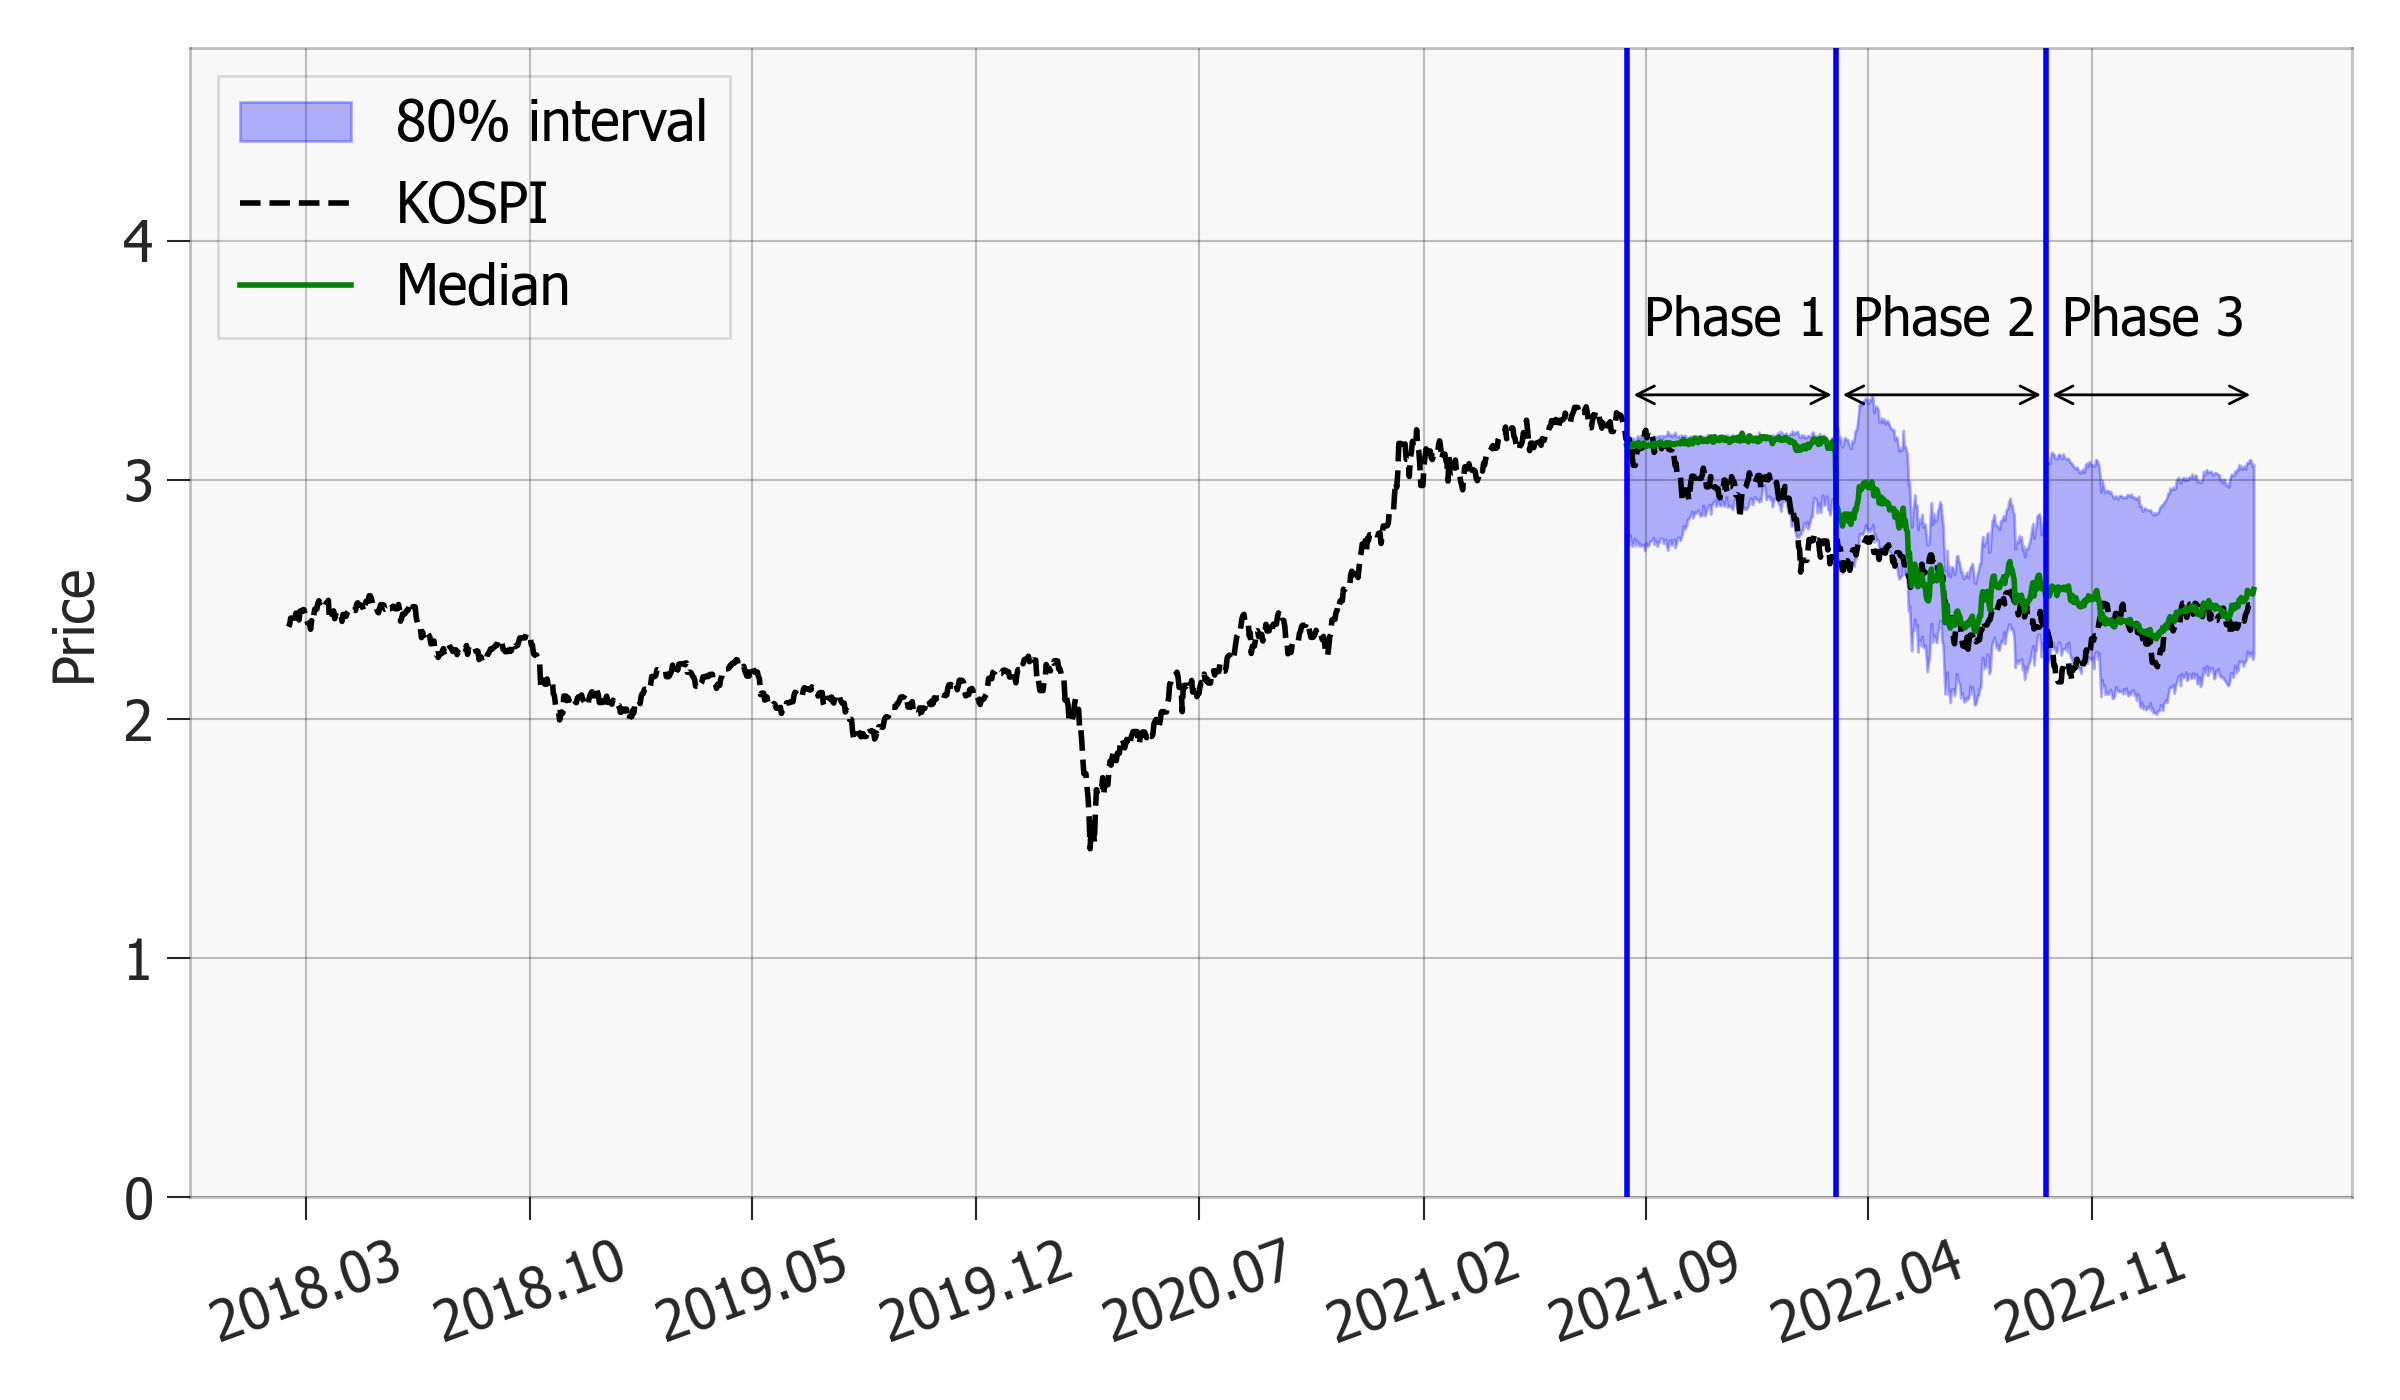 80% interval
KOSPI
Median
Phase 1
Phase 2
Phase 3
Price
4
3
2
1
0
2018.03
2018.10
2019.05
2019.12
2020.07
2021.02
2021.09
2022.04
2022.11